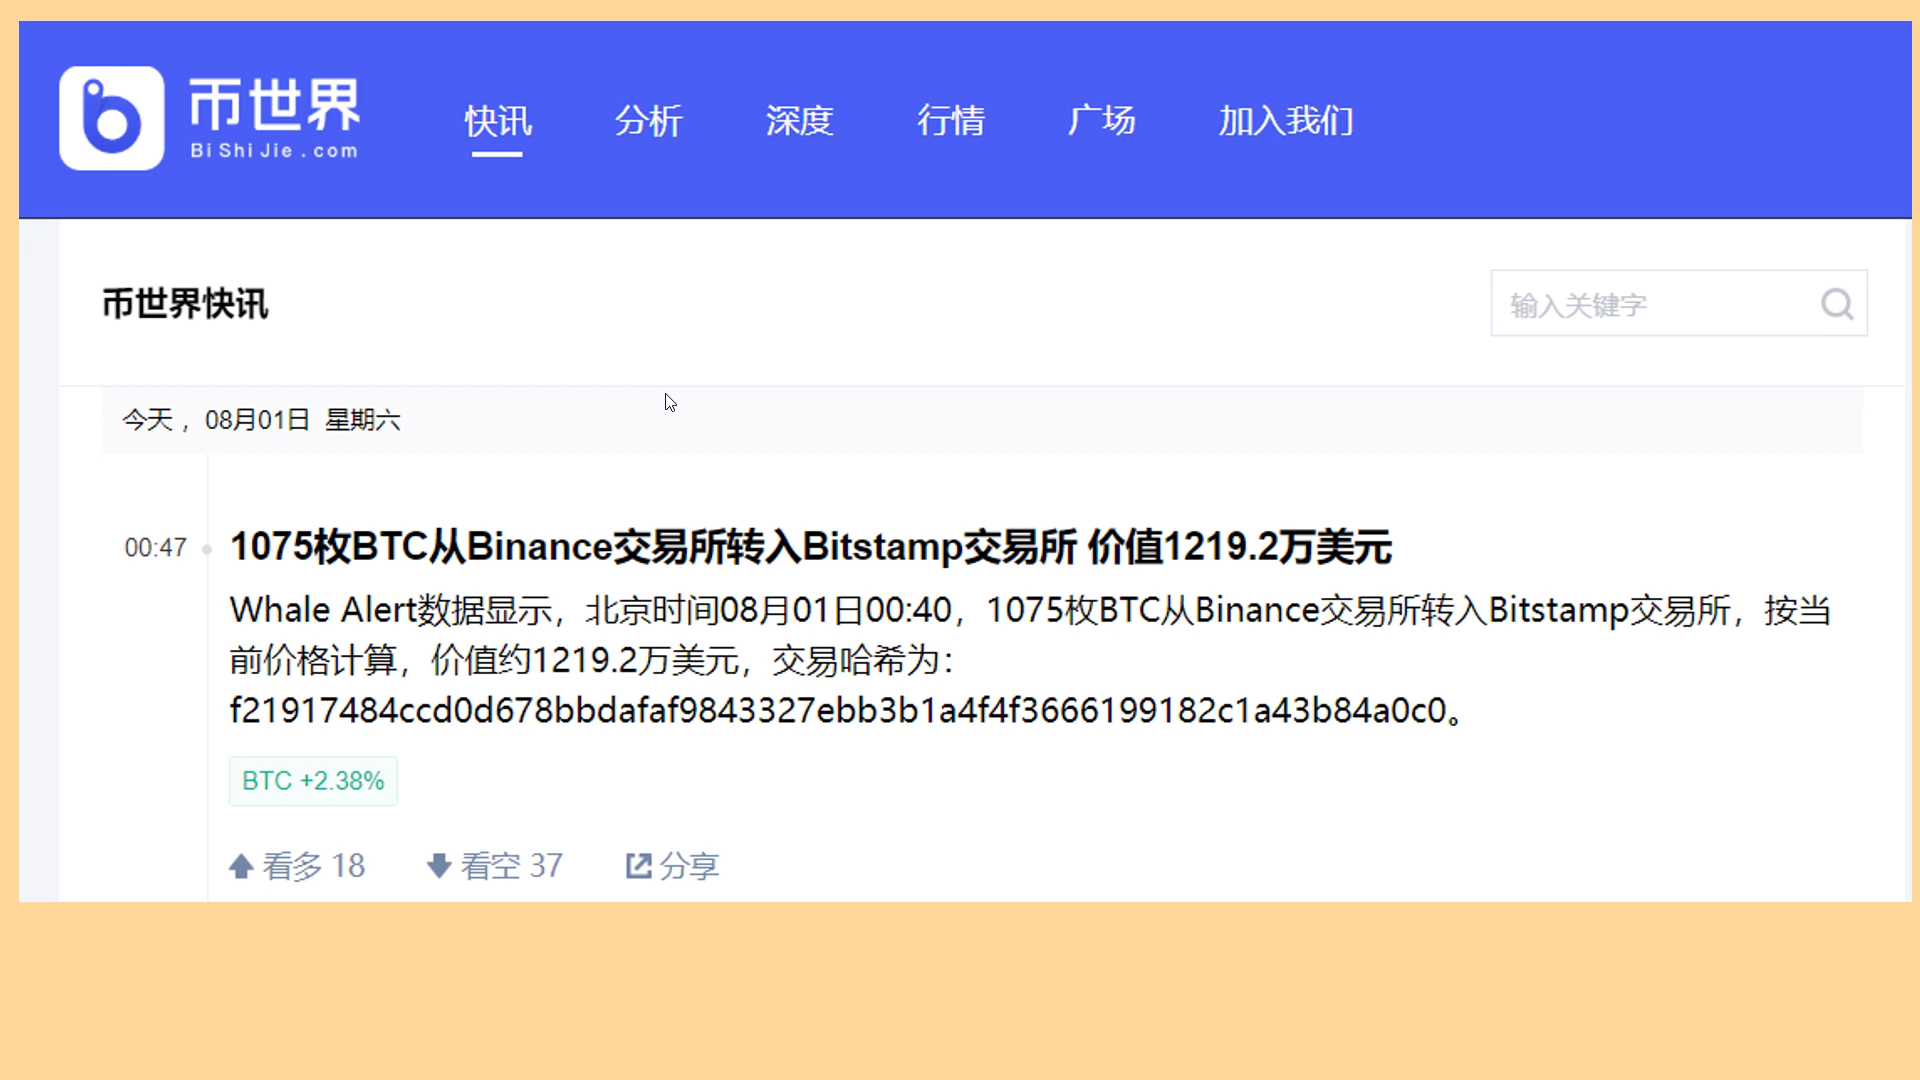 币世界
BiShiJie.com
快讯 分析 深度 行情 广场 加入我们
币世界快讯
输入关键字
今天，08月01日 星期六
00:47
1075枚BTC从Binance交易所转入Bitstamp交易所 价值1219.2万美元
Whale Alert数据显示，北京时间08月01日00:40，1075枚BTC从Binance交易所转入Bitstamp交易所，按当
前价格计算，价值约1219.2万美元，交易哈希为：
f21917484ccd0d678bbdafaf9843327ebb3b1a4f4f3666199182c1a43b84a0c0。
BTC +2.38%
看多 18 看空 37 分享